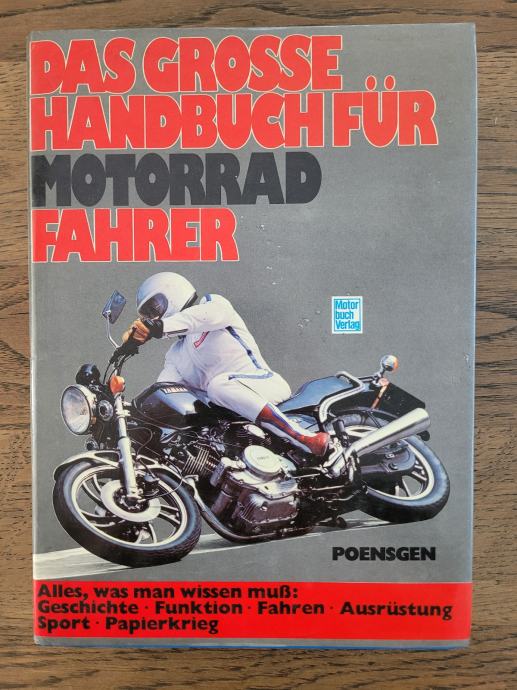 DAS GROSSE
HANDBUCH FÜR
MOTORRAD
FAHRER
Motor
buch
Verlag
YAMAHA
POENSGEN
Alles, was man wissen muß:
Geschichte · Funktion · Fahren · Ausrüstung
Sport · Papierkrieg